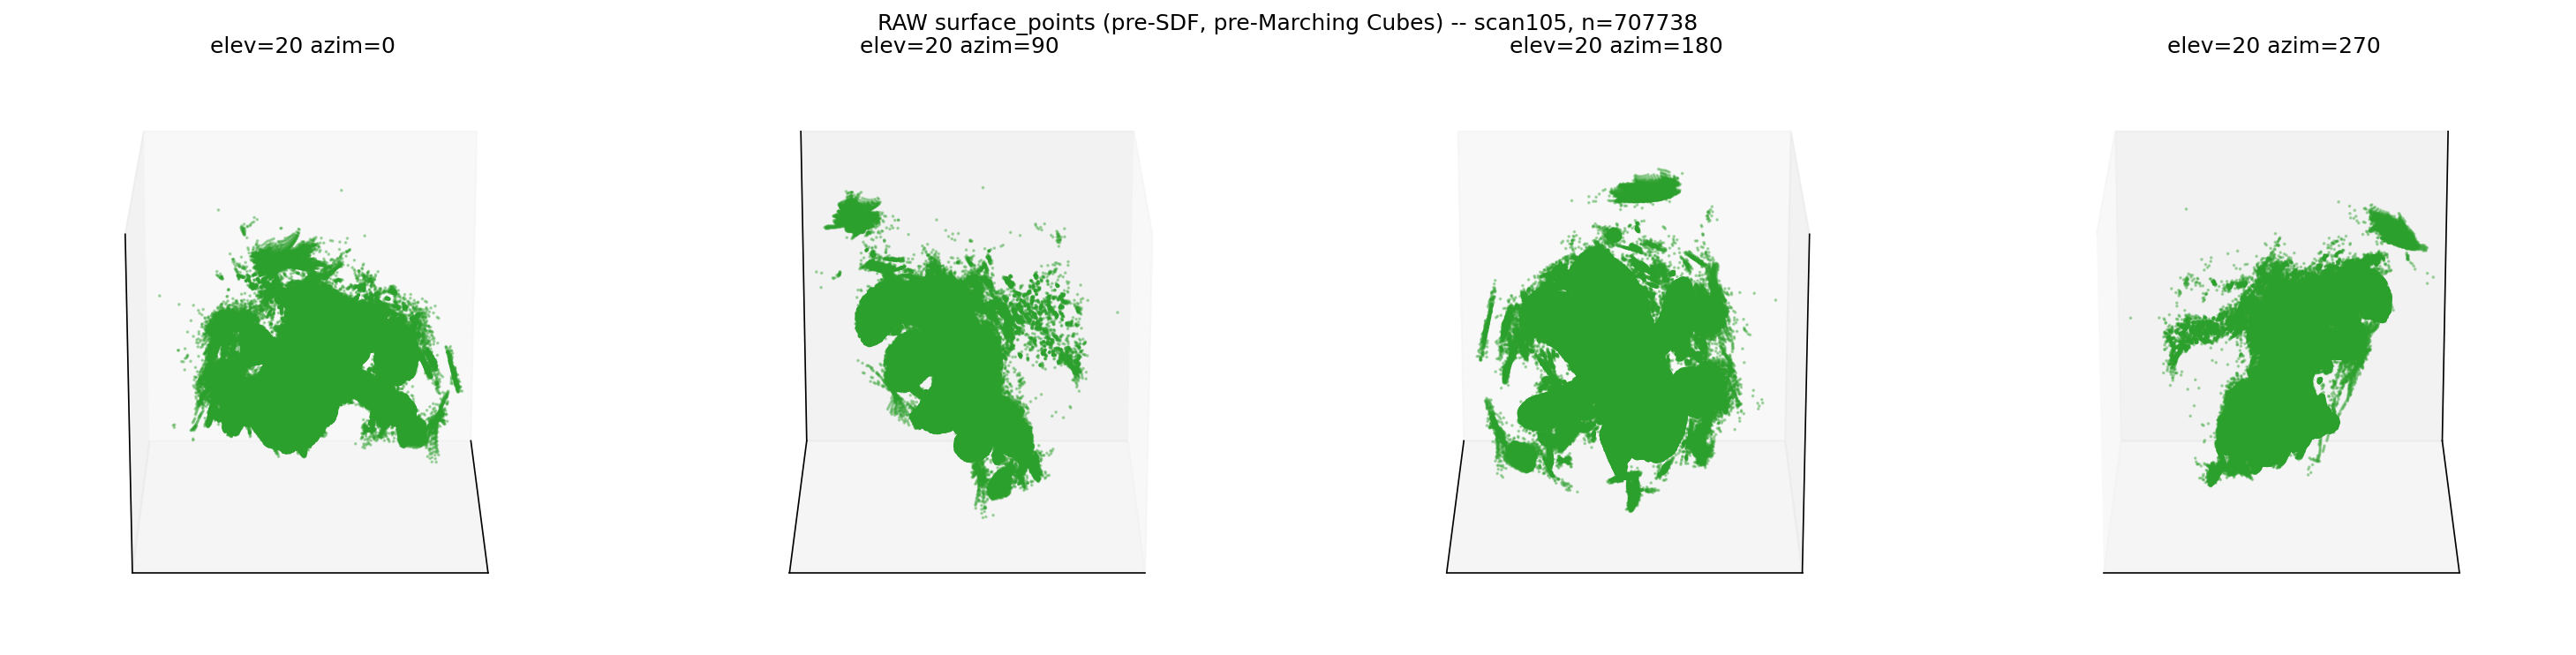 RAW surface_points (pre-SDF, pre-Marching Cubes) -- scan105, n=707738
elev=20 azim=0
elev=20 azim=90
elev=20 azim=180
elev=20 azim=270